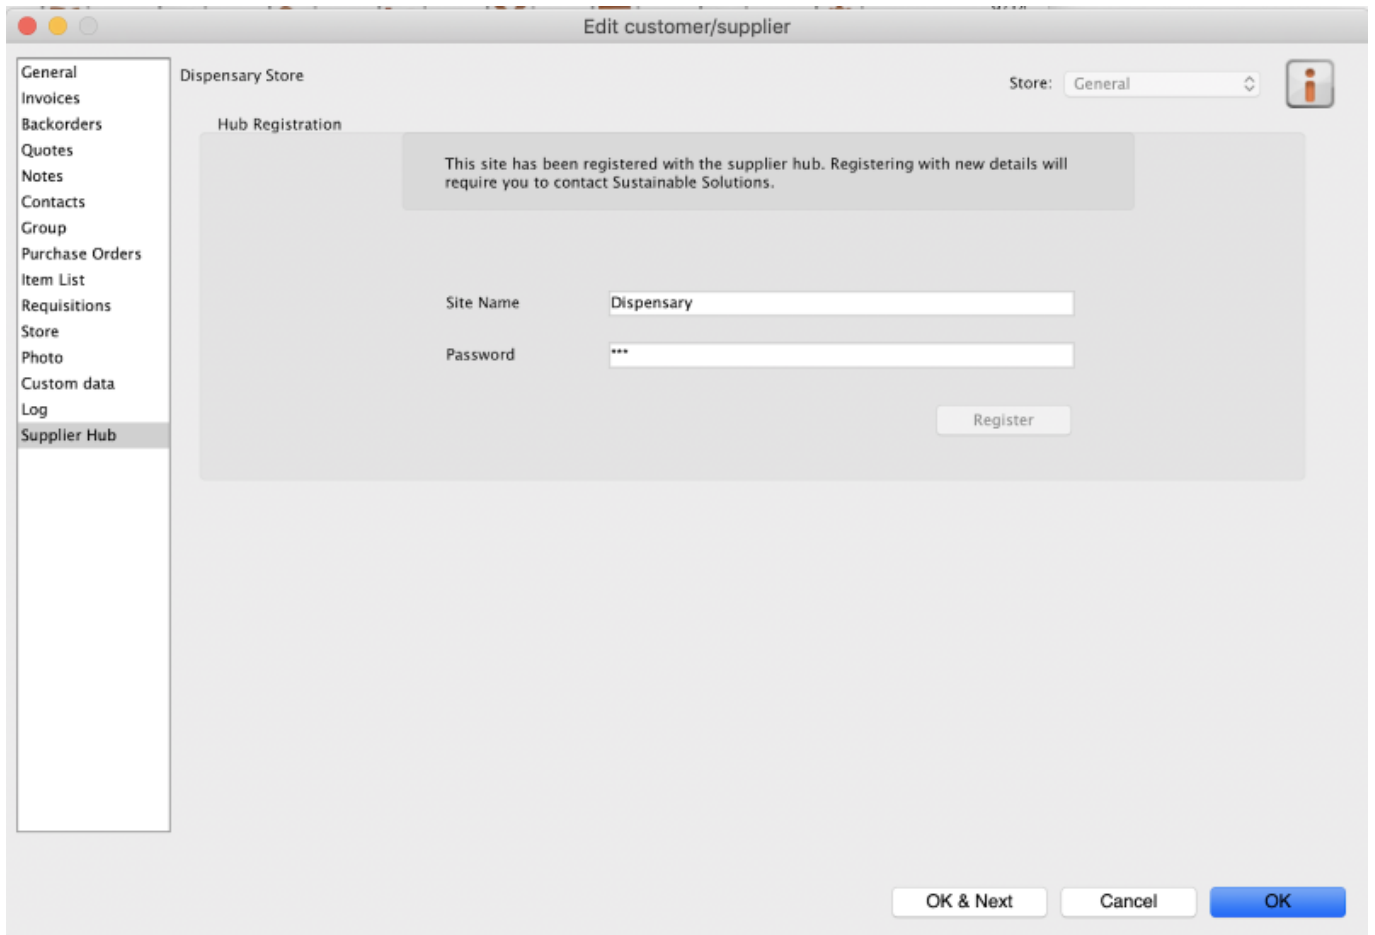 Edit customer/supplier
General
Invoices
Backorders
Quotes
Notes
Contacts
Group
Purchase Orders
Item List
Requisitions
Store
Photo
Custom data
Log
Supplier Hub
Dispensary Store
Store: General
Hub Registration
This site has been registered with the supplier hub. Registering with new details will
require you to contact Sustainable Solutions.
Site Name Dispensary
Password ***
Register
OK & Next Cancel OK